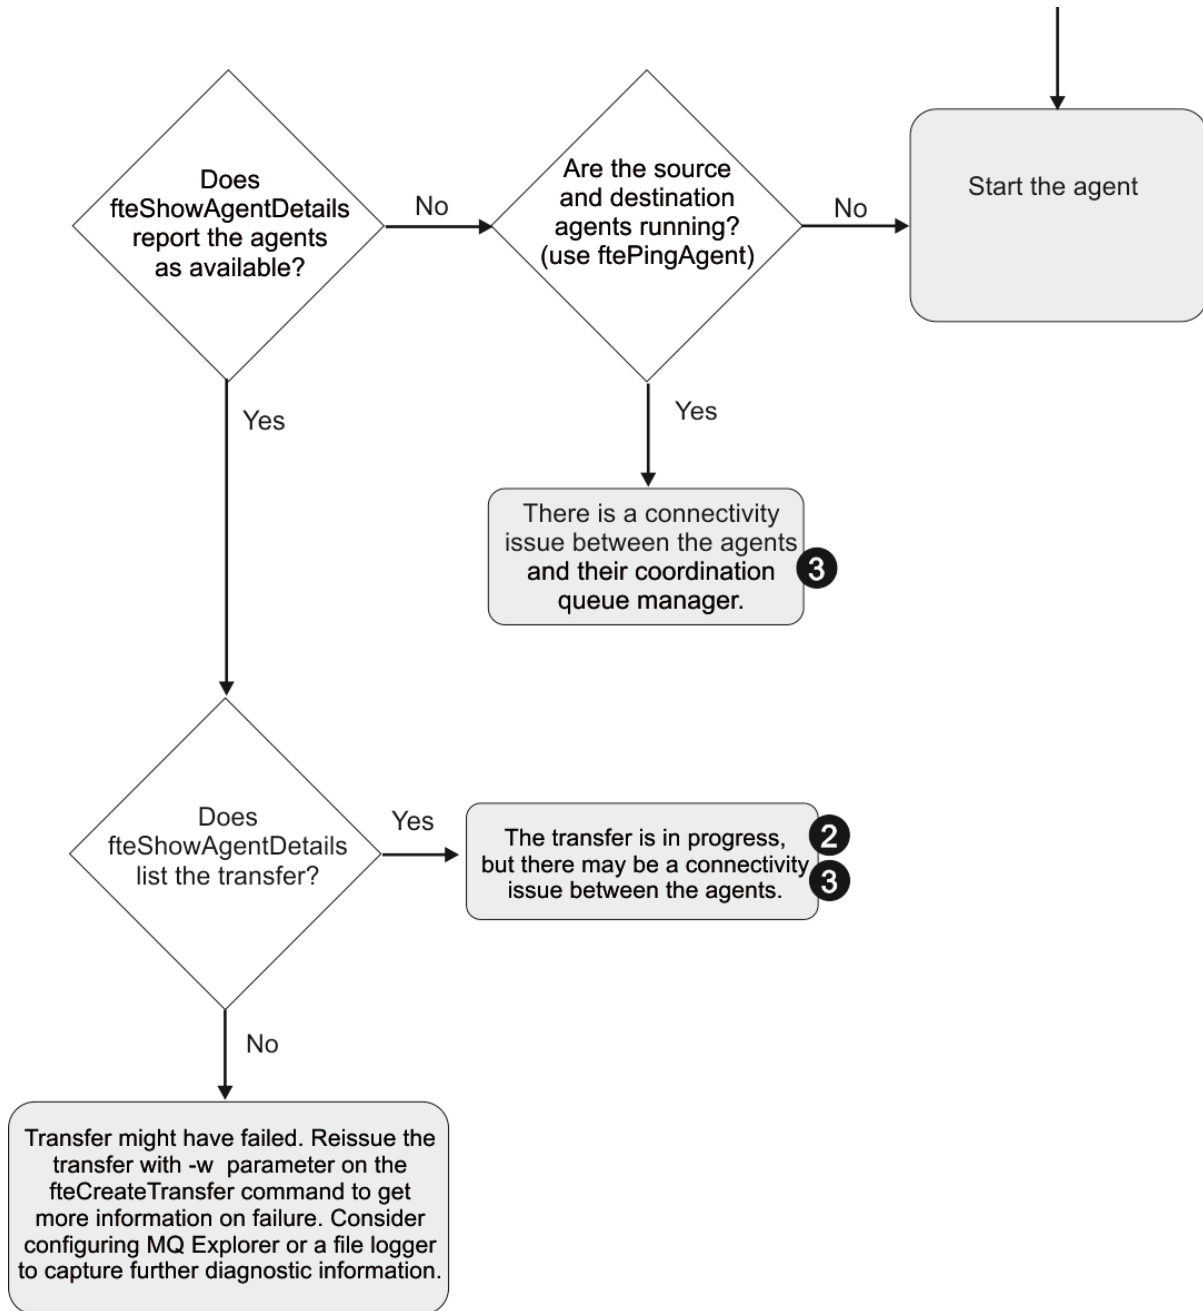 Does
fteShowAgentDetails
report the agents
as available?
No
Are the source
and destination
agents running?
(use ftePingAgent)
No
Start the agent
Yes
Yes
There is a connectivity
issue between the agents
and their coordination
queue manager.
3
Does
fteShowAgentDetails
list the transfer?
Yes
The transfer is in progress,
but there may be a connectivity
issue between the agents.
2
3
No
Transfer might have failed. Reissue the
transfer with -w parameter on the
fteCreateTransfer command to get
more information on failure. Consider
configuring MQ Explorer or a file logger
to capture further diagnostic information.